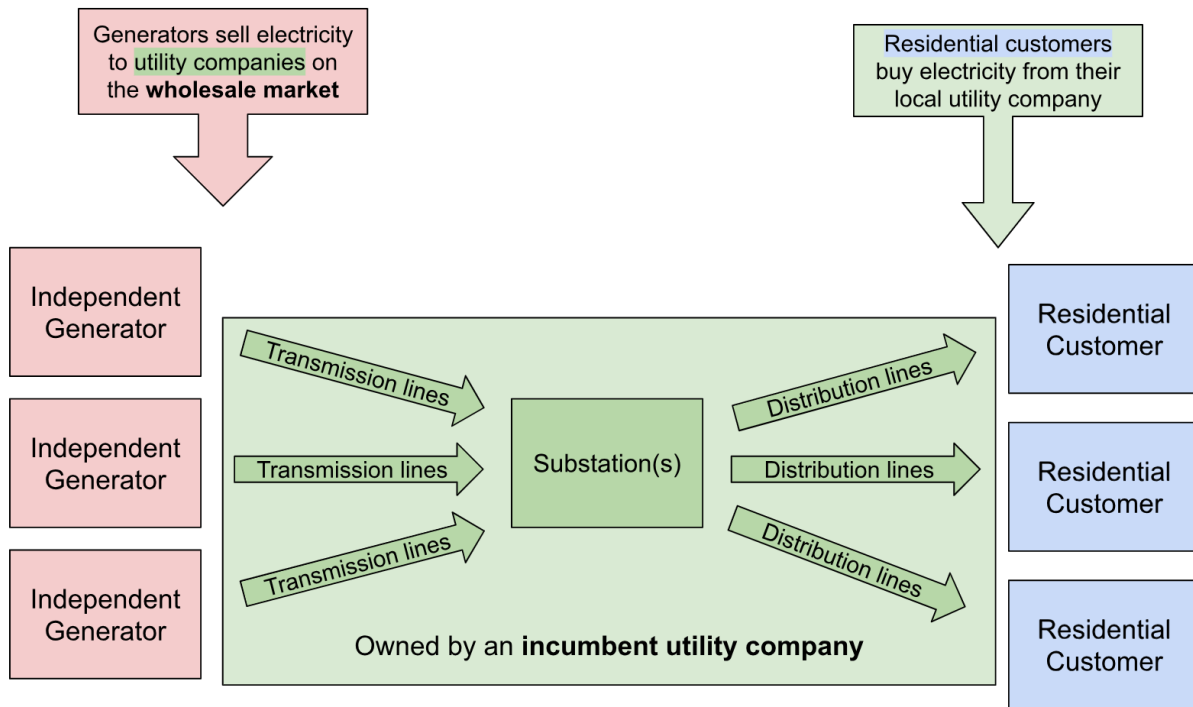 Generators sell electricity
to utility companies on
the wholesale market
Residential customers
buy electricity from their
local utility company
Independent
Generator
Independent
Generator
Independent
Generator
Transmission lines
Transmission lines
Transmission lines
Substation(s)
Distribution lines
Distribution lines
Distribution lines
Owned by an incumbent utility company
Residential
Customer
Residential
Customer
Residential
Customer